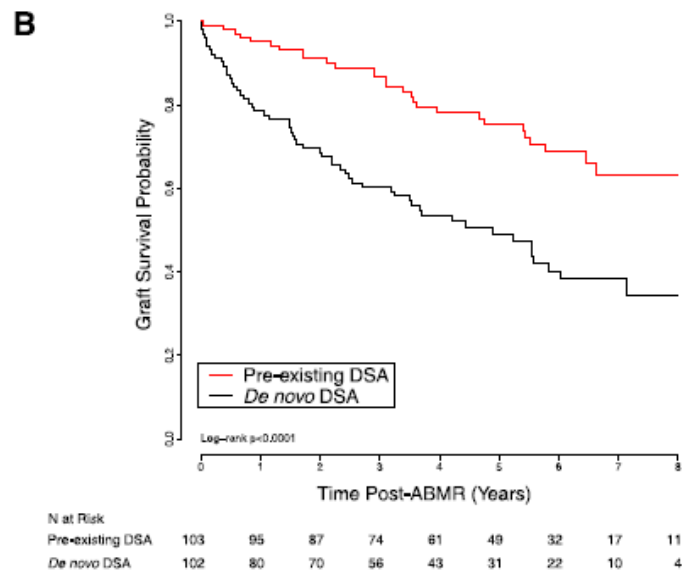 B
Graft Survival Probability
1.0
0.8
0.6
0.4
0.2
0.0
Pre-existing DSA
De novo DSA
Log-rank p<0.0001
0 1 2 3 4 5 6 7 8
Time Post-ABMR (Years)
N at Risk
Pre-existing DSA 103 95 87 74 61 49 32 17 11
De novo DSA 102 80 70 56 43 31 22 10 4